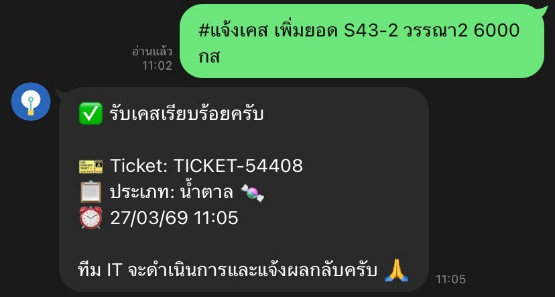 #แจ้งเคส เพิ่มยอด S43-2 วรรณา2 6000
กส
อ่านแล้ว
11:02
✅ รับเคสเรียบร้อยครับ
🎫 Ticket: TICKET-54408
📋 ประเภท: น้ำตาล 🍬
⏰ 27/03/69 11:05
ทีม IT จะดำเนินการและแจ้งผลกลับครับ 🙏
11:05